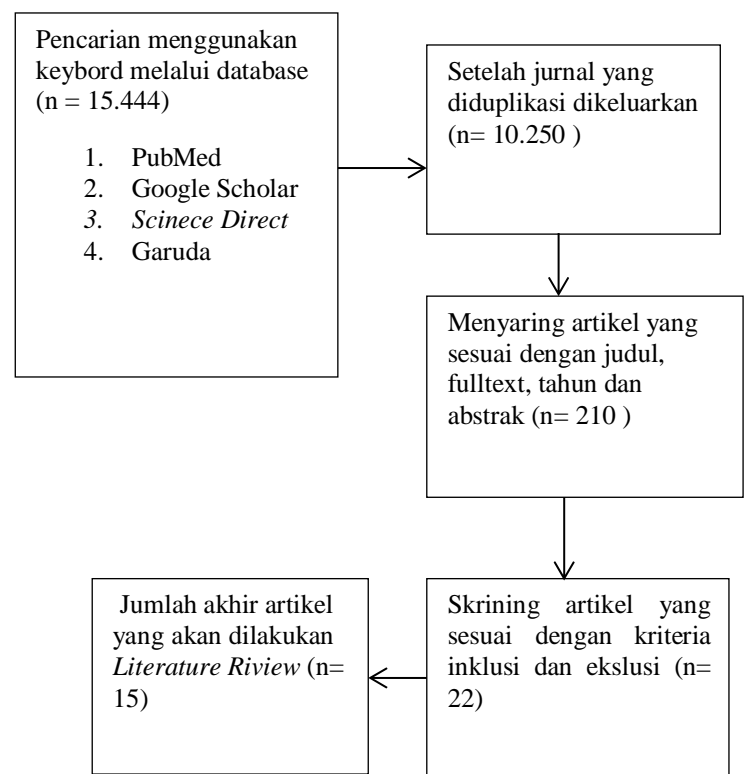 Pencarian menggunakan
keybord melalui database
(n = 15.444)
1. PubMed
2. Google Scholar
3. Scinece Direct
4. Garuda
Setelah jurnal yang
diduplikasi dikeluarkan
(n= 10.250 )
Menyaring artikel yang
sesuai dengan judul,
fulltext, tahun dan
abstrak (n= 210 )
Skrining artikel yang
sesuai dengan kriteria
inklusi dan ekslusi (n=
22)
Jumlah akhir artikel
yang akan dilakukan
Literature Riview (n=
15)